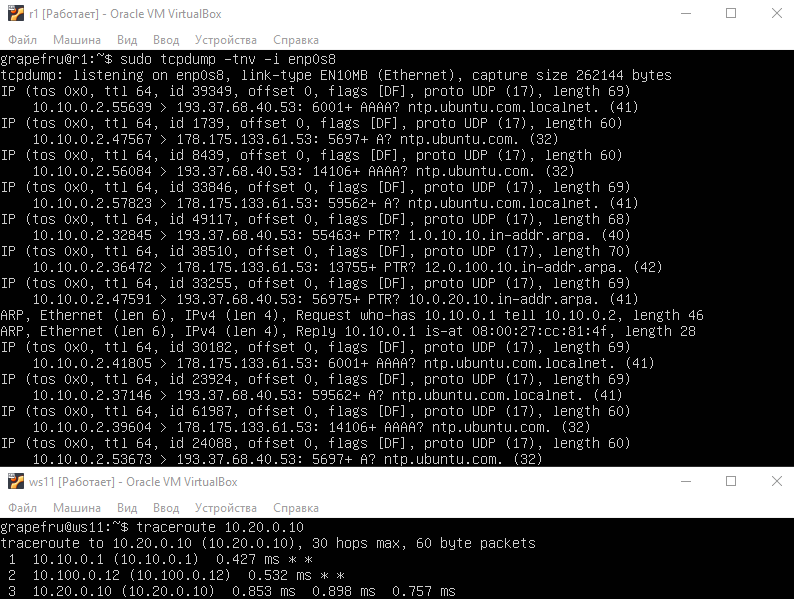 r1 [Работает] - Oracle VM VirtualBox
Файл Машина Вид Ввод Устройства Справка
grapefru@r1:~$ sudo tcpdump -tnv -i enp0s8
tcpdump: listening on enp0s8, link-type EN10MB (Ethernet), capture size 262144 bytes
IP (tos 0x0, ttl 64, id 39349, offset 0, flags [DF], proto UDP (17), length 69)
    10.10.0.2.55639 > 193.37.68.40.53: 6001+ AAAA? ntp.ubuntu.com.localnet. (41)
IP (tos 0x0, ttl 64, id 1739, offset 0, flags [DF], proto UDP (17), length 60)
    10.10.0.2.47567 > 178.175.133.61.53: 5697+ A? ntp.ubuntu.com. (32)
IP (tos 0x0, ttl 64, id 8439, offset 0, flags [DF], proto UDP (17), length 60)
    10.10.0.2.56084 > 193.37.68.40.53: 14106+ AAAA? ntp.ubuntu.com. (32)
IP (tos 0x0, ttl 64, id 33846, offset 0, flags [DF], proto UDP (17), length 69)
    10.10.0.2.57823 > 178.175.133.61.53: 59562+ A? ntp.ubuntu.com.localnet. (41)
IP (tos 0x0, ttl 64, id 49117, offset 0, flags [DF], proto UDP (17), length 68)
    10.10.0.2.32845 > 193.37.68.40.53: 55463+ PTR? 1.0.10.10.in-addr.arpa. (40)
IP (tos 0x0, ttl 64, id 38510, offset 0, flags [DF], proto UDP (17), length 70)
    10.10.0.2.36472 > 178.175.133.61.53: 13755+ PTR? 12.0.100.10.in-addr.arpa. (42)
IP (tos 0x0, ttl 64, id 33255, offset 0, flags [DF], proto UDP (17), length 69)
    10.10.0.2.47591 > 193.37.68.40.53: 56975+ PTR? 10.0.20.10.in-addr.arpa. (41)
ARP, Ethernet (len 6), IPv4 (len 4), Request who-has 10.10.0.1 tell 10.10.0.2, length 46
ARP, Ethernet (len 6), IPv4 (len 4), Reply 10.10.0.1 is-at 08:00:27:cc:81:4f, length 28
IP (tos 0x0, ttl 64, id 30182, offset 0, flags [DF], proto UDP (17), length 69)
    10.10.0.2.41805 > 178.175.133.61.53: 6001+ AAAA? ntp.ubuntu.com.localnet. (41)
IP (tos 0x0, ttl 64, id 23924, offset 0, flags [DF], proto UDP (17), length 69)
    10.10.0.2.37146 > 193.37.68.40.53: 59562+ A? ntp.ubuntu.com.localnet. (41)
IP (tos 0x0, ttl 64, id 61987, offset 0, flags [DF], proto UDP (17), length 60)
    10.10.0.2.39604 > 178.175.133.61.53: 14106+ AAAA? ntp.ubuntu.com. (32)
IP (tos 0x0, ttl 64, id 24088, offset 0, flags [DF], proto UDP (17), length 60)
    10.10.0.2.53673 > 193.37.68.40.53: 5697+ A? ntp.ubuntu.com. (32)
ws11 [Работает] - Oracle VM VirtualBox
Файл Машина Вид Ввод Устройства Справка
grapefru@ws11:~$ traceroute 10.20.0.10
traceroute to 10.20.0.10 (10.20.0.10), 30 hops max, 60 byte packets
 1  10.10.0.1 (10.10.0.1)  0.427 ms * *
 2  10.100.0.12 (10.100.0.12)  0.532 ms * *
 3  10.20.0.10 (10.20.0.10)  0.853 ms  0.898 ms  0.757 ms